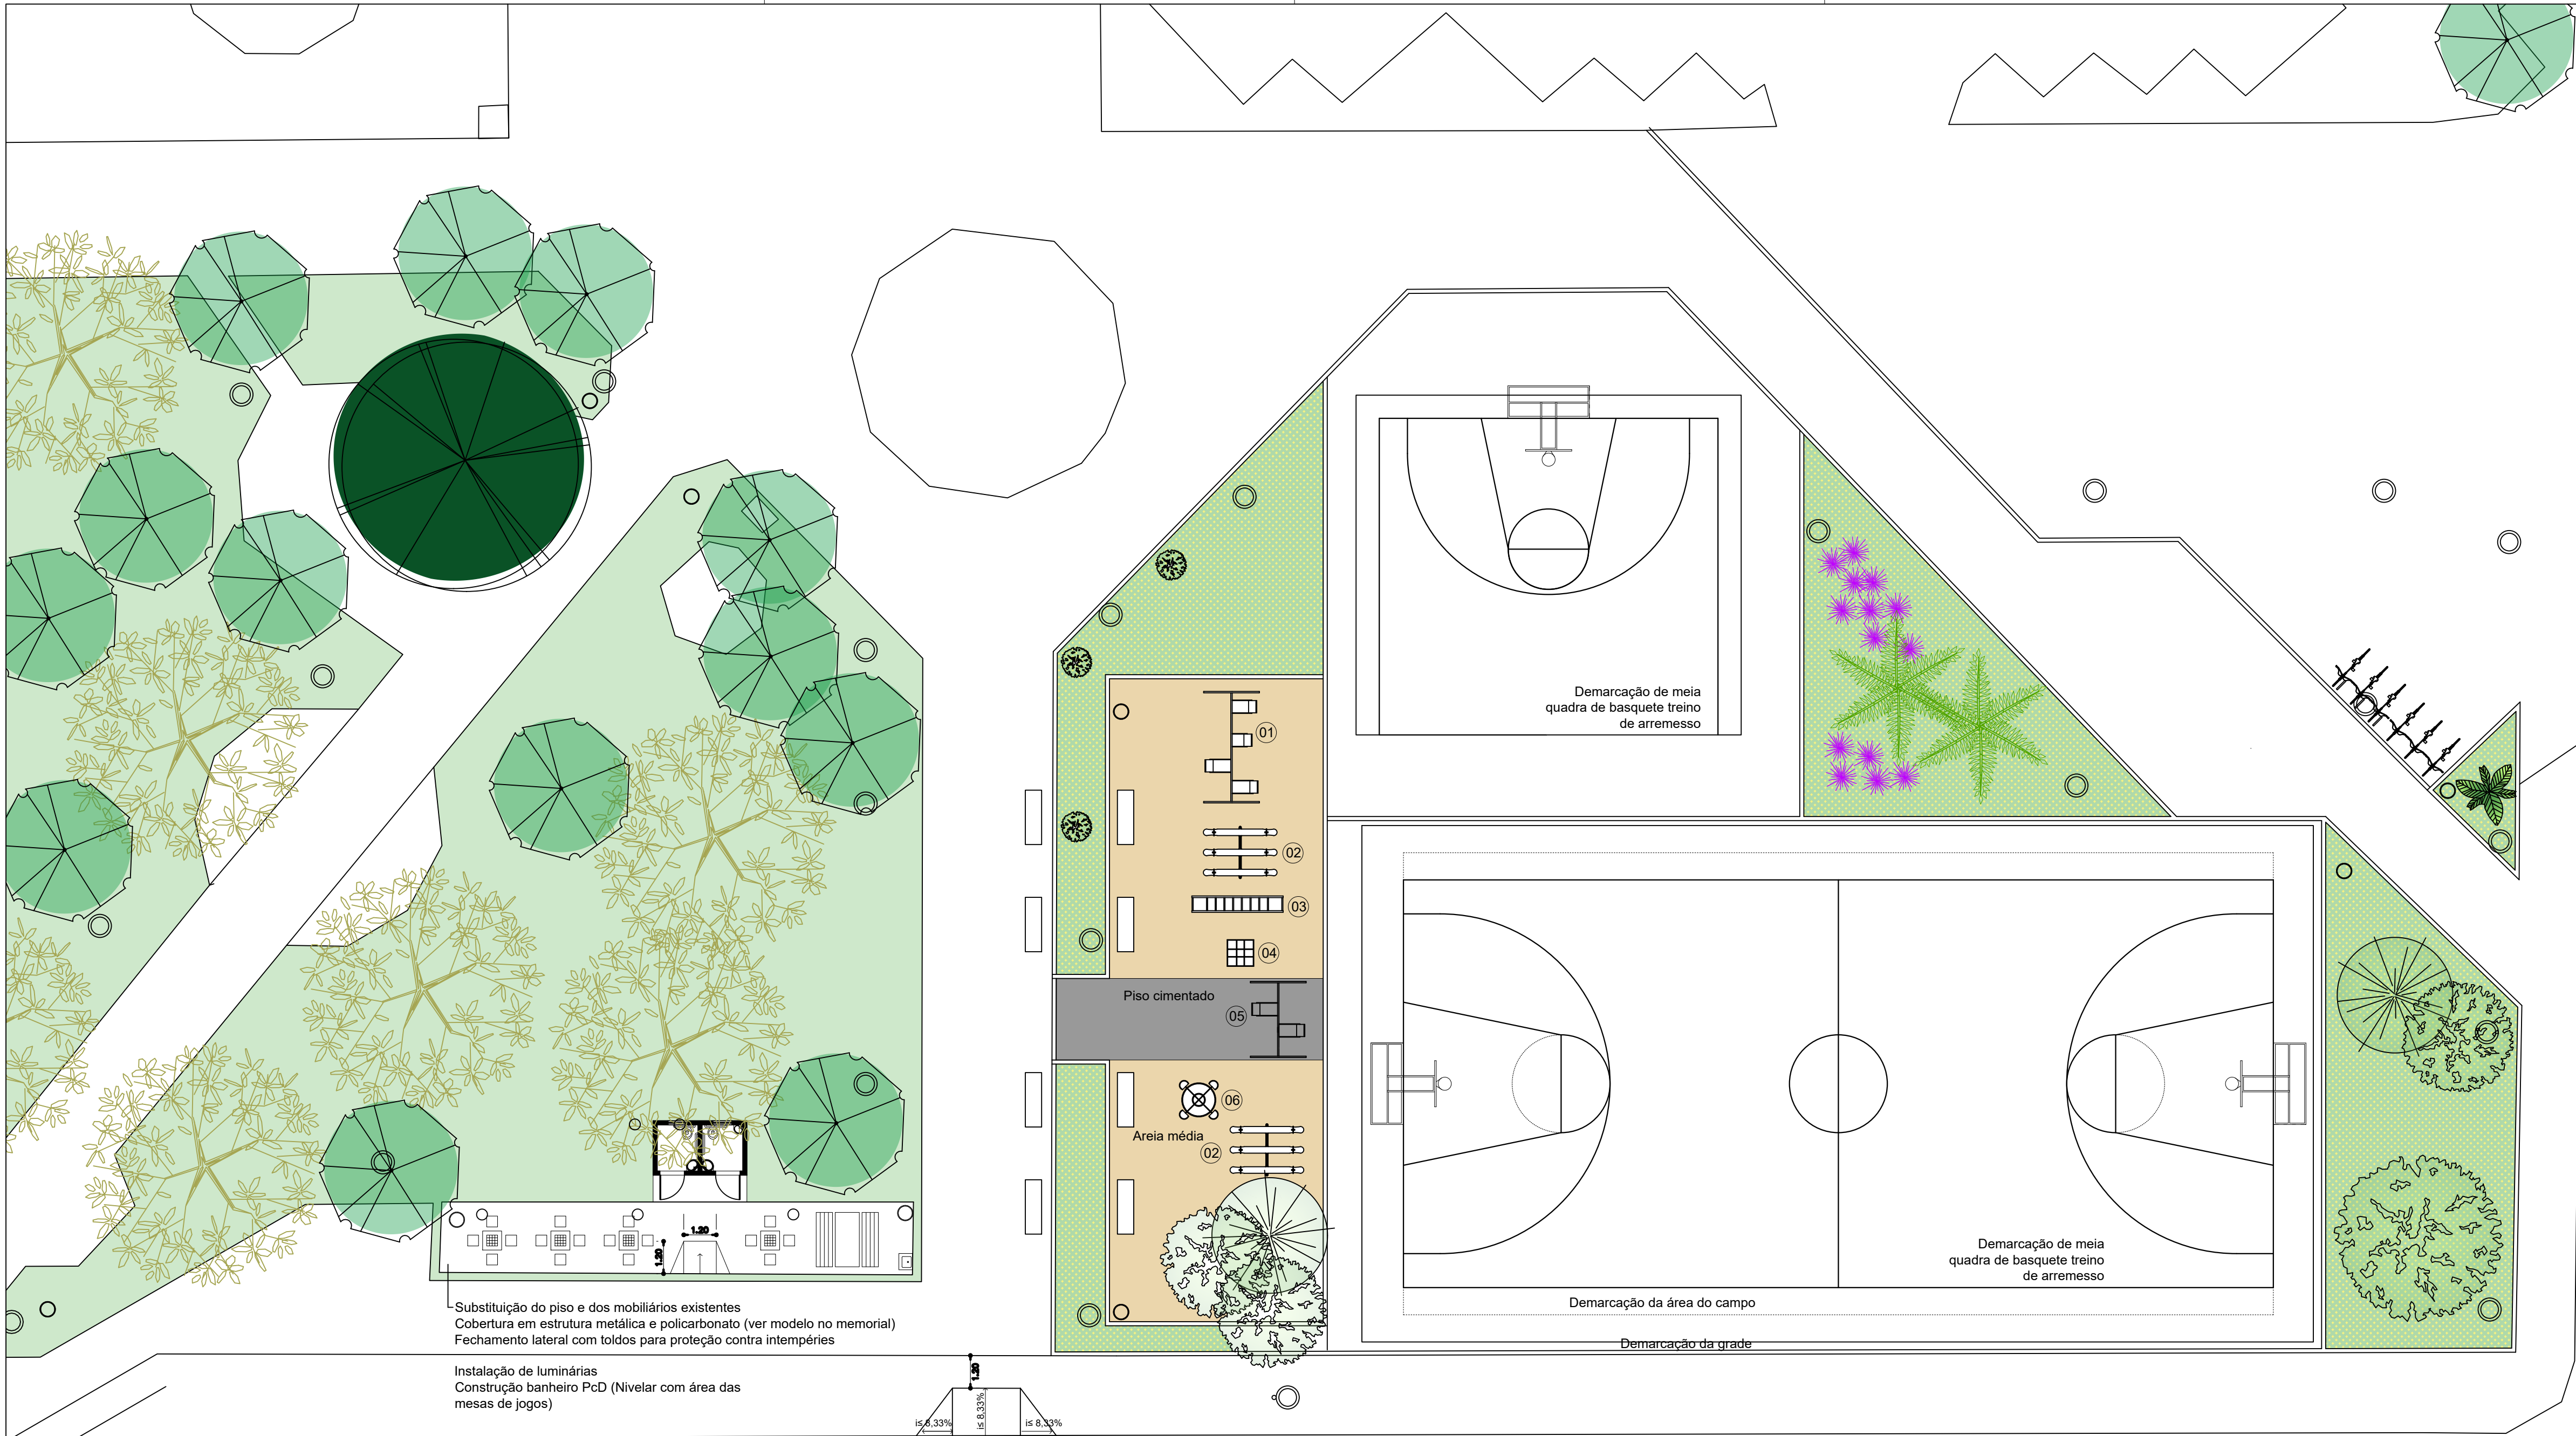 Demarcação de meia
quadra de basquete treino
de arremesso
01
02
03
04
Piso cimentado
05
06
Areia média
02
1.20
1.20
Demarcação de meia
quadra de basquete treino
de arremesso
Demarcação da área do campo
Demarcação da grade
Substituição do piso e dos mobiliários existentes
Cobertura em estrutura metálica e policarbonato (ver modelo no memorial)
Fechamento lateral com toldos para proteção contra intempéries
Instalação de luminárias
Construção banheiro PcD (Nivelar com área das
mesas de jogos)
1.20
i≤ 8,33%
i≤ 8,33%
i≤ 8,33%